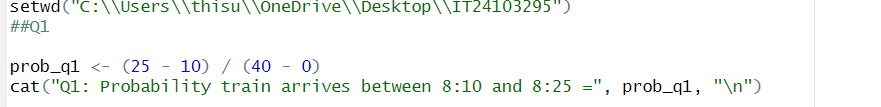 setwd("C:\\Users\\thisu\\OneDrive\\Desktop\\IT24103295")
##Q1
prob_q1 <- (25 - 10) / (40 - 0)
cat("Q1: Probability train arrives between 8:10 and 8:25 =", prob_q1, "\n")